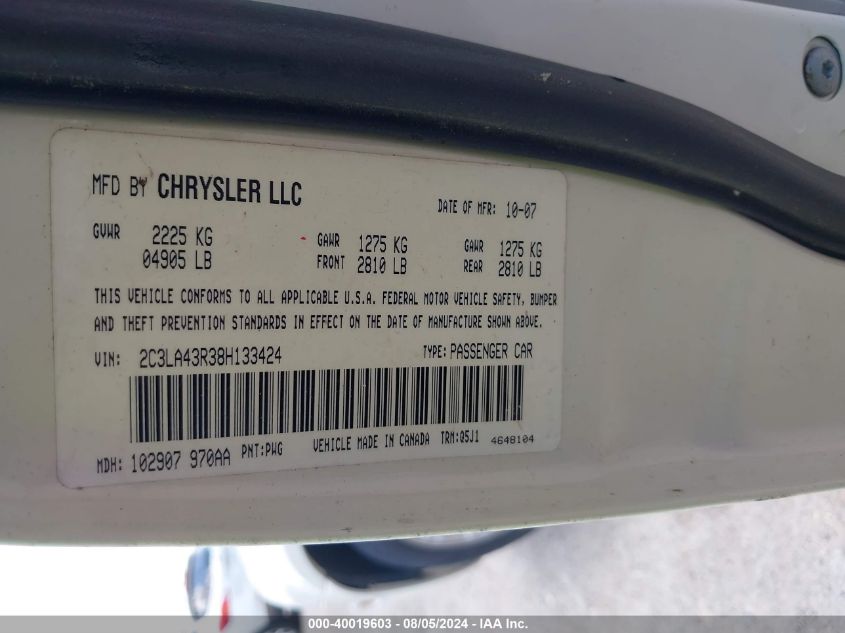 MFD BY CHRYSLER LLC
DATE OF MFR: 10-07
GVWR 2225 KG
04905 LB
GAWR 1275 KG
FRONT 2810 LB
GAWR 1275 KG
REAR 2810 LB
THIS VEHICLE CONFORMS TO ALL APPLICABLE U.S.A. FEDERAL MOTOR VEHICLE SAFETY, BUMPER
AND THEFT PREVENTION STANDARDS IN EFFECT ON THE DATE OF MANUFACTURE SHOWN ABOVE.
VIN: 2C3LA43R38H133424 TYPE: PASSENGER CAR
MDH: 102907 970AA PNT:PWG VEHICLE MADE IN CANADA TRM:Q5J1 4648104
000-40019603 - 08/05/2024 - IAA Inc.